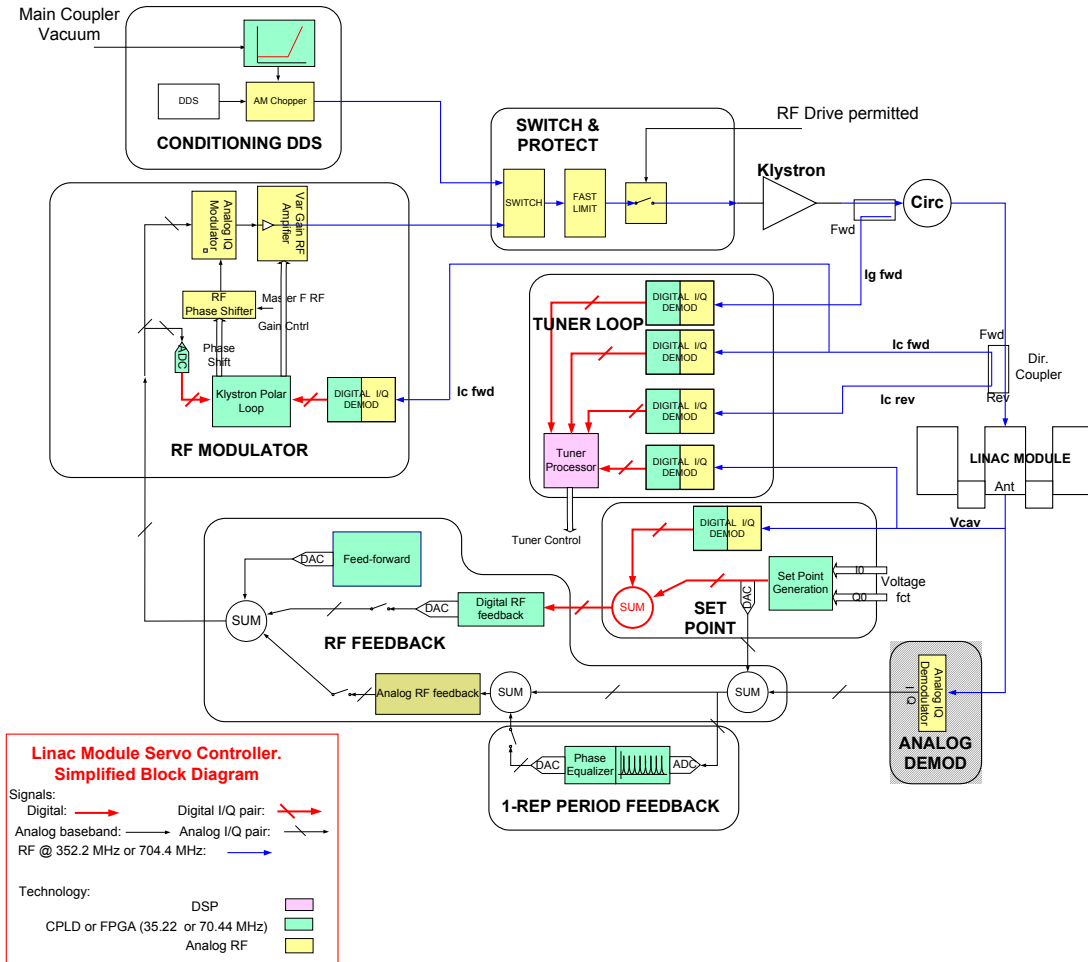 Main Coupler
Vacuum
DDS
AM Chopper
CONDITIONING DDS
SWITCH &
PROTECT
SWITCH
FAST
LIMIT
RF Drive permitted
Klystron
Fwd
Circ
Ig fwd
Analog IQ
Modulator
Var Gain RF
Ampifier
RF
Phase Shifter
Master F RF
Gain Cntrl
Phase
Shift
ADC
Klystron Polar
Loop
DIGITAL I/Q
DEMOD
Ic fwd
RF MODULATOR
TUNER LOOP
DIGITAL I/Q
DEMOD
DIGITAL I/Q
DEMOD
DIGITAL I/Q
DEMOD
DIGITAL I/Q
DEMOD
Tuner
Processor
Tuner Control
Ic fwd
Ic rev
Fwd
Dir.
Coupler
Rev
LINAC MODULE
Ant
Vcav
DIGITAL I/Q
DEMOD
SUM
DAC
Set Point
Generation
I0
Q0
Voltage
fct
SET
POINT
DAC
Feed-forward
SUM
DAC
Digital RF
feedback
RF FEEDBACK
Analog RF feedback
SUM
SUM
Analog IQ
Demodulator
I Q
ANALOG
DEMOD
DAC
Phase
Equalizer
ADC
1-REP PERIOD FEEDBACK
Linac Module Servo Controller.
Simplified Block Diagram
Signals:
Digital:
Digital I/Q pair:
Analog baseband:
Analog I/Q pair:
RF @ 352.2 MHz or 704.4 MHz:
Technology:
DSP
CPLD or FPGA (35.22 or 70.44 MHz)
Analog RF